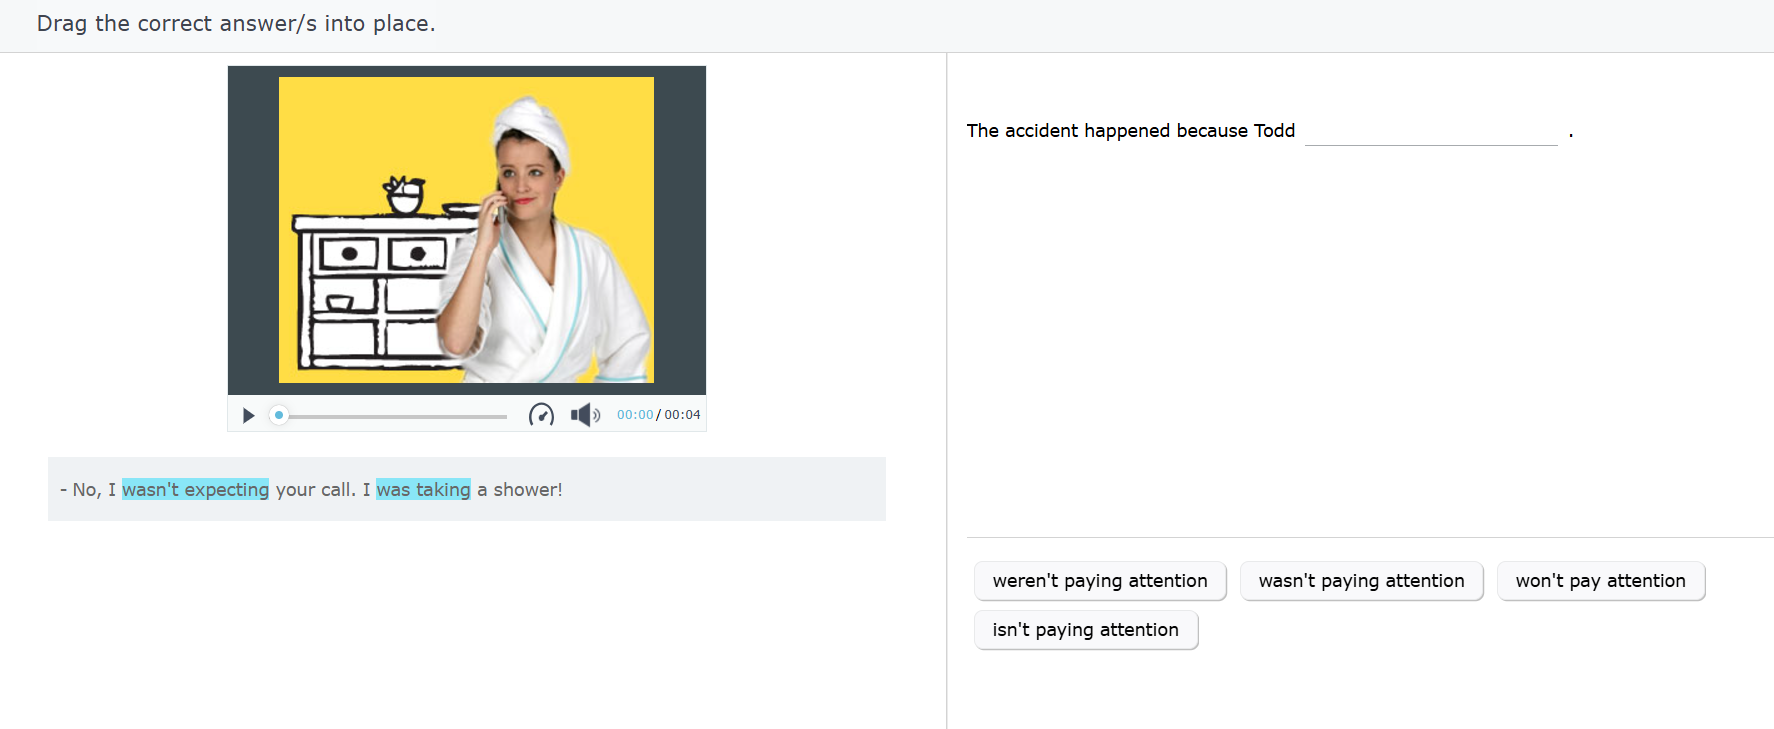 Drag the correct answer/s into place.
The accident happened because Todd ____________________ .
00:00 / 00:04
- No, I wasn't expecting your call. I was taking a shower!
weren't paying attention
wasn't paying attention
won't pay attention
isn't paying attention